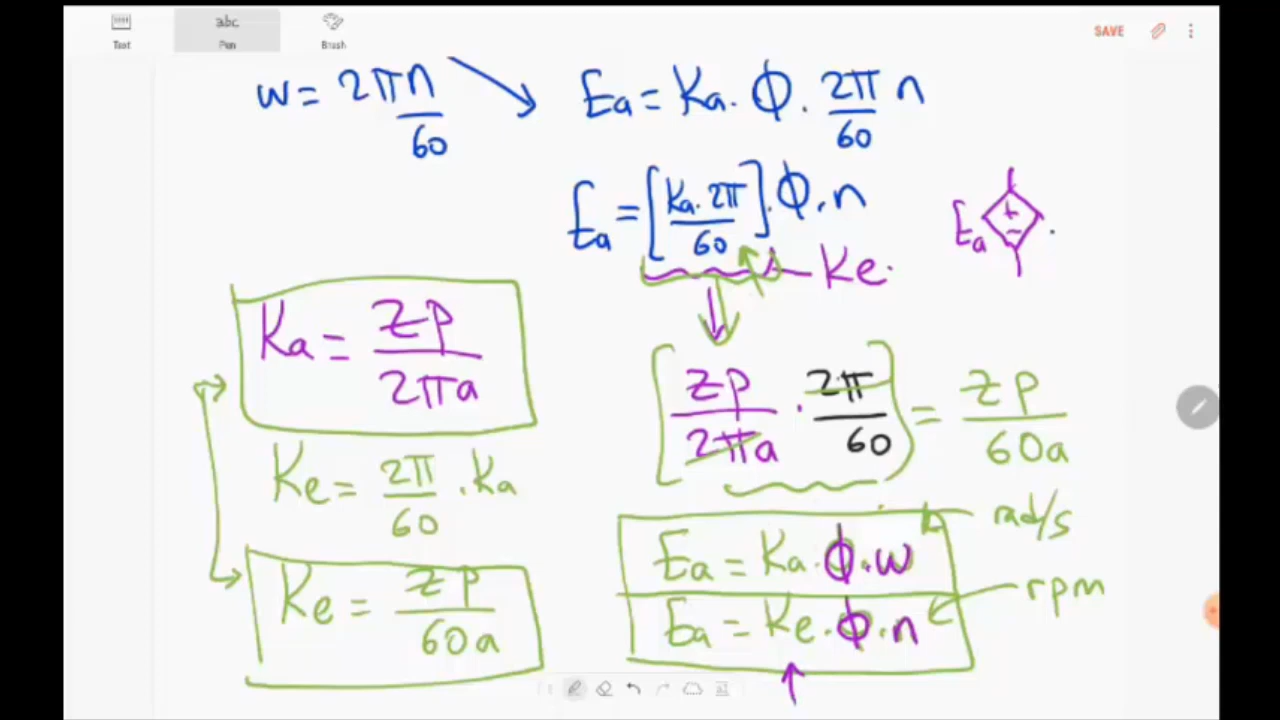 Text
abc
Pen
Brush
SAVE
w = 2πn/60
Ea = Ka · ϕ · 2π/60 n
Ea = [Ka · 2π/60] · ϕ · n
Ea
+
−
Ke
Ka = zp/2πa
[zp/2πa · 2π/60] = zp/60a
Ke = 2π/60 · Ka
rad/s
Ea = Ka · ϕ · w
rpm
Ke = zp/60a
Ea = Ke · ϕ · n